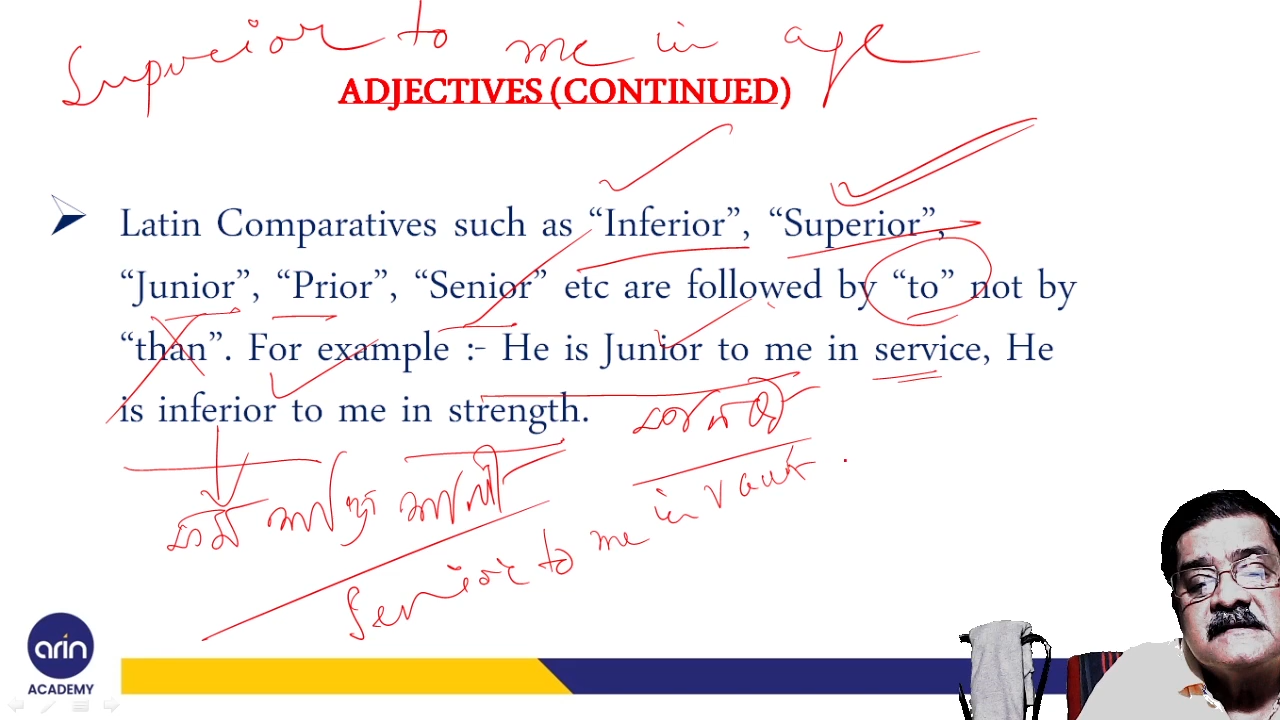 Superior to me in age
ADJECTIVES (CONTINUED)
Latin Comparatives such as “Inferior”, “Superior”,
“Junior”, “Prior”, “Senior” etc are followed by “to” not by
“than”. For example :- He is Junior to me in service, He
is inferior to me in strength.
Senior to me in
arin
ACADEMY